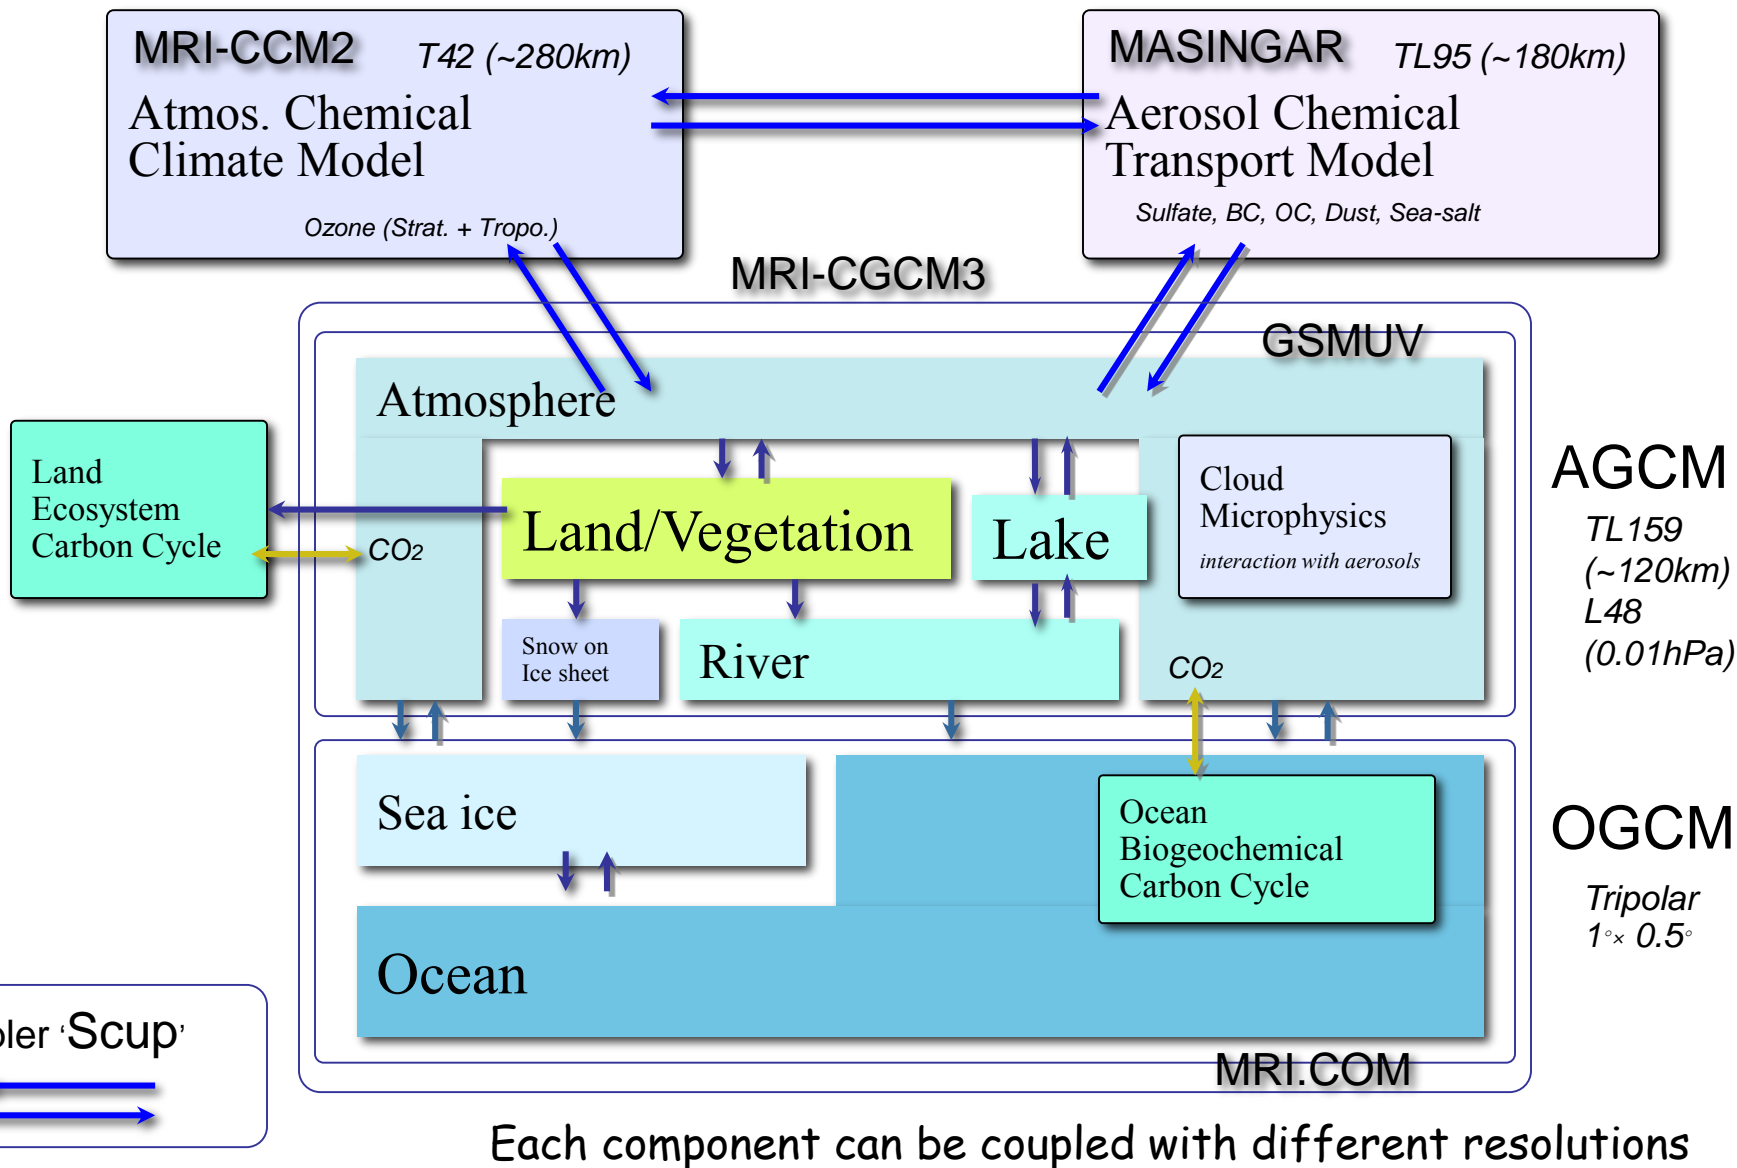 MRI-CCM2 T42 (~280km)
Atmos. Chemical
Climate Model
Ozone (Strat. + Tropo.)
MASINGAR TL95 (~180km)
Aerosol Chemical
Transport Model
Sulfate, BC, OC, Dust, Sea-salt
MRI-CGCM3
GSMUV
Atmosphere
Land
Ecosystem
Carbon Cycle
CO2
Land/Vegetation
Lake
Cloud
Microphysics
interaction with aerosols
Snow on
Ice sheet
River
CO2
AGCM
TL159
(~120km)
L48
(0.01hPa)
Sea ice
Ocean
Biogeochemical
Carbon Cycle
Ocean
OGCM
Tripolar
1°× 0.5°
MRI.COM
‘Scup’
Each component can be coupled with different resolutions